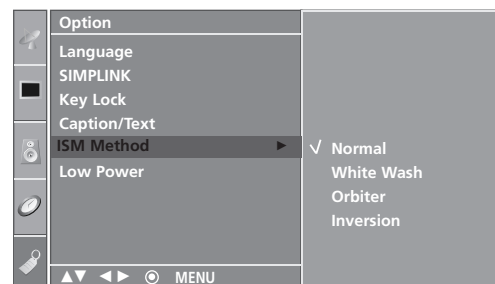 Option
Language
SIMPLINK
Key Lock
Caption/Text
ISM Method ►
Low Power
√ Normal
White Wash
Orbiter
Inversion
▲▼ ◄► ◉ MENU